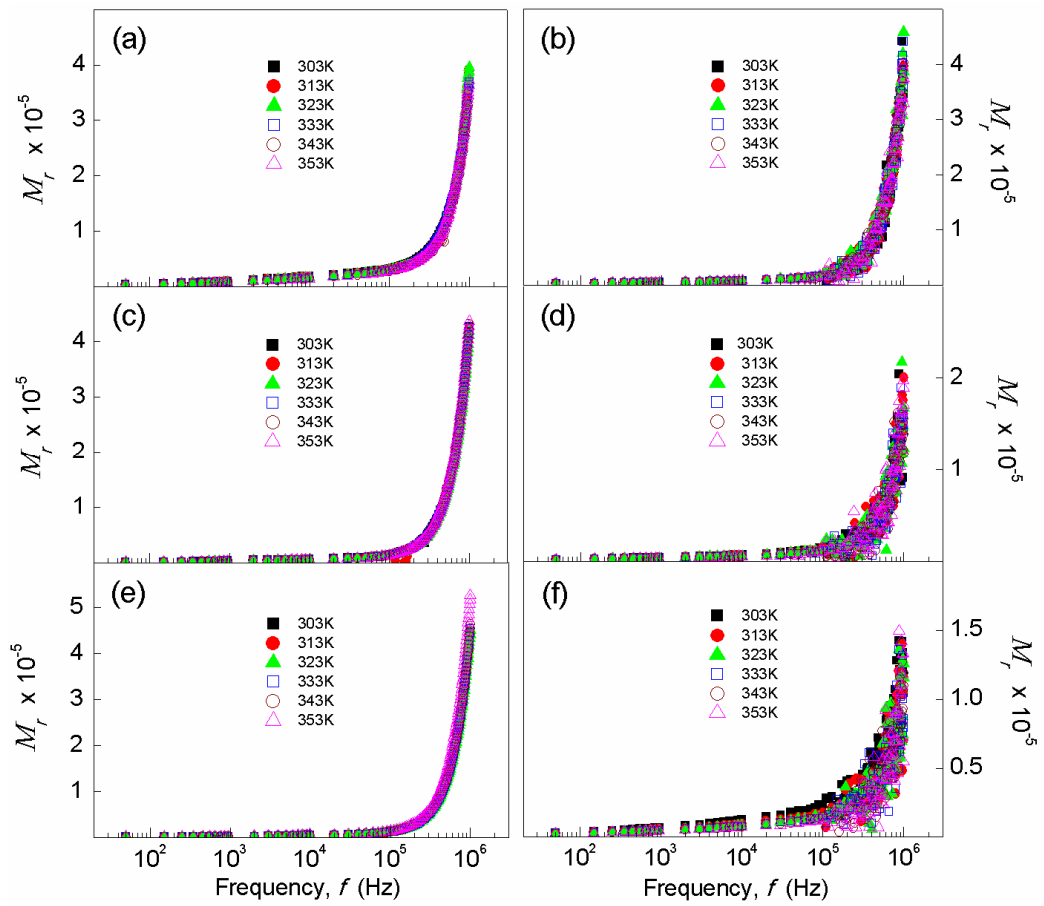 (a)
4
3
2
1
M_r x 10^-5
303K
313K
323K
333K
343K
353K
(b)
4
3
2
1
M_r x 10^-5
303K
313K
323K
333K
343K
353K
(c)
4
3
2
1
M_r x 10^-5
303K
313K
323K
333K
343K
353K
(d)
2
1
M_r x 10^-5
303K
313K
323K
333K
343K
353K
(e)
5
4
3
2
1
M_r x 10^-5
303K
313K
323K
333K
343K
353K
10^2 10^3 10^4 10^5 10^6
Frequency, f (Hz)
(f)
1.5
1.0
0.5
M_r x 10^-5
303K
313K
323K
333K
343K
353K
10^2 10^3 10^4 10^5 10^6
Frequency, f (Hz)